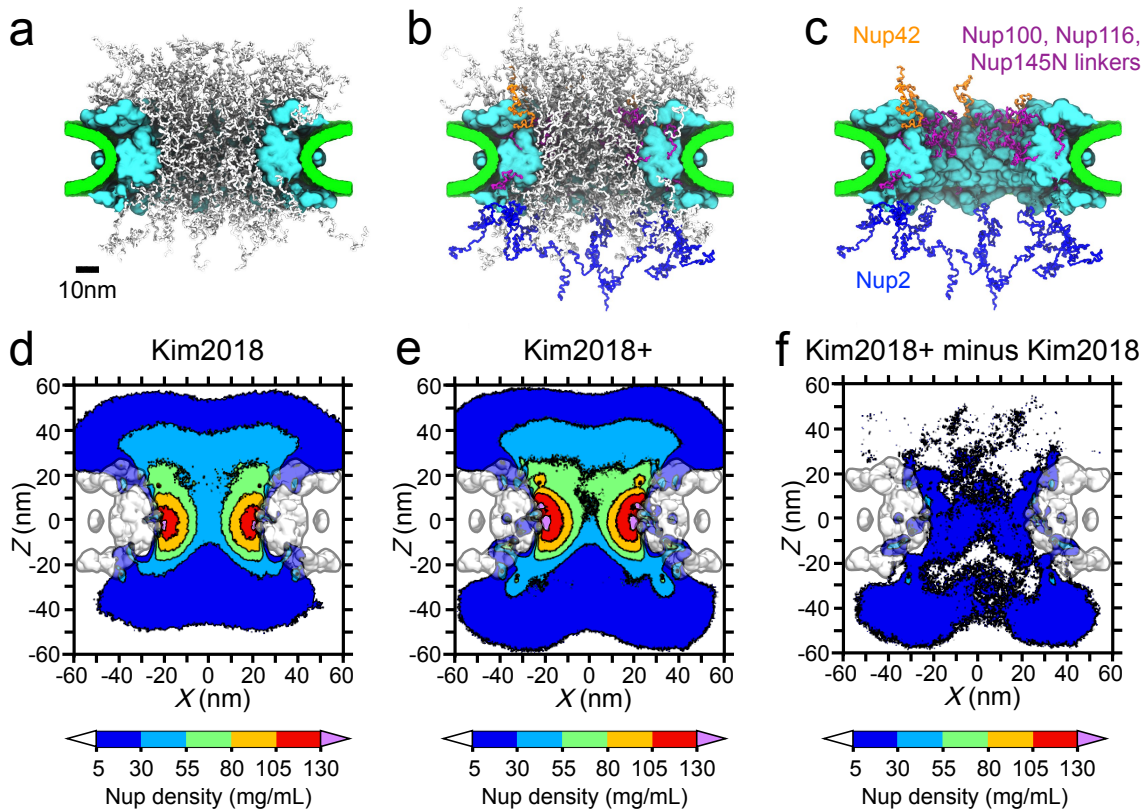 a
b
c
Nup42
Nup100, Nup116,
Nup145N linkers
10nm
Nup2
d
Kim2018
e
Kim2018+
f
Kim2018+ minus Kim2018
60
40
20
0
-20
-40
-60
Z (nm)
-60 -40 -20 0 20 40 60
X (nm)
60
40
20
0
-20
-40
-60
Z (nm)
-60 -40 -20 0 20 40 60
X (nm)
60
40
20
0
-20
-40
-60
Z (nm)
-60 -40 -20 0 20 40 60
X (nm)
5 30 55 80 105 130
Nup density (mg/mL)
5 30 55 80 105 130
Nup density (mg/mL)
5 30 55 80 105 130
Nup density (mg/mL)